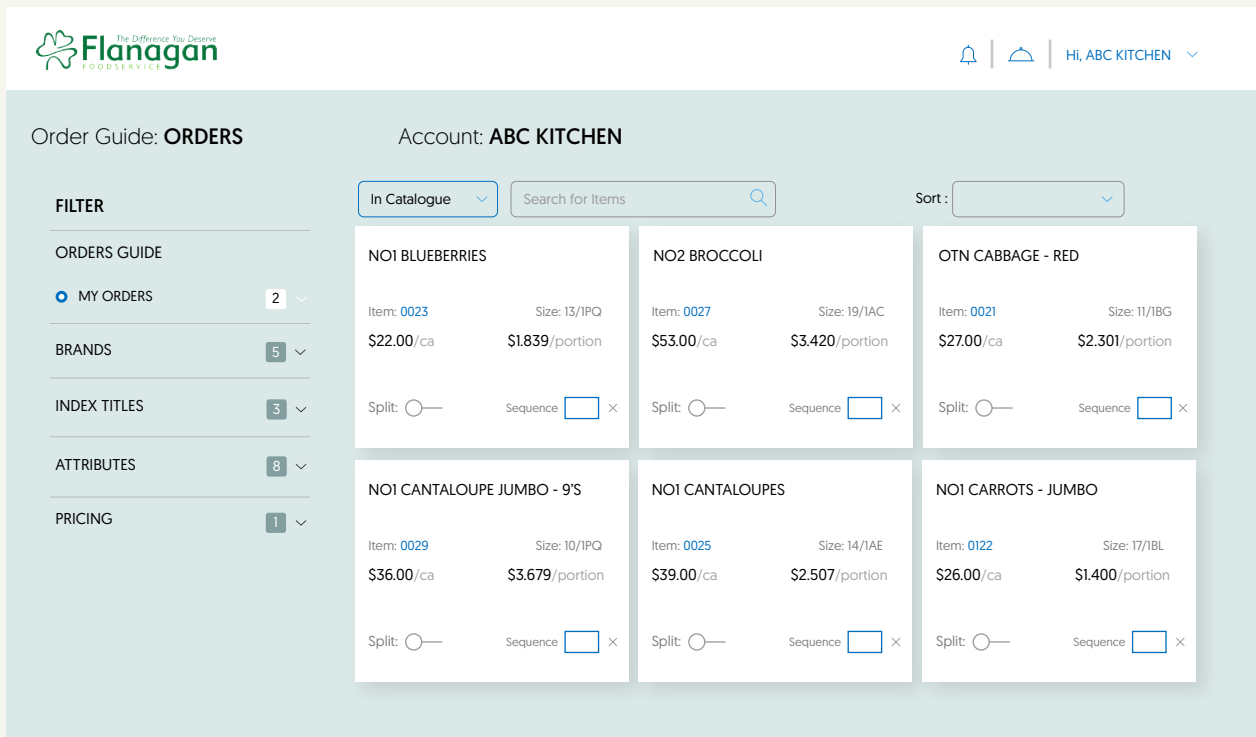 The Difference You Deserve
Flanagan
FOODSERVICE
Hi, ABC KITCHEN
Order Guide: ORDERS
Account: ABC KITCHEN
FILTER
ORDERS GUIDE
MY ORDERS 2
BRANDS 5
INDEX TITLES 3
ATTRIBUTES 8
PRICING 1
In Catalogue
Search for Items
Sort :
NO1 BLUEBERRIES
Item: 0023 Size: 13/1PQ
$22.00/ca $1.839/portion
Split: Sequence ×
NO2 BROCCOLI
Item: 0027 Size: 19/1AC
$53.00/ca $3.420/portion
Split: Sequence ×
OTN CABBAGE - RED
Item: 0021 Size: 11/1BG
$27.00/ca $2.301/portion
Split: Sequence ×
NO1 CANTALOUPE JUMBO - 9'S
Item: 0029 Size: 10/1PQ
$36.00/ca $3.679/portion
Split: Sequence ×
NO1 CANTALOUPES
Item: 0025 Size: 14/1AE
$39.00/ca $2.507/portion
Split: Sequence ×
NO1 CARROTS - JUMBO
Item: 0122 Size: 17/1BL
$26.00/ca $1.400/portion
Split: Sequence ×